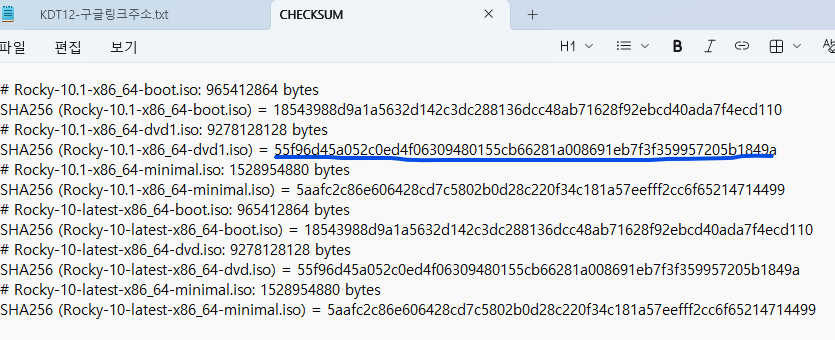 KDT12-구글링크주소.txt
CHECKSUM
파일 편집 보기 H1 B I
# Rocky-10.1-x86_64-boot.iso: 965412864 bytes
SHA256 (Rocky-10.1-x86_64-boot.iso) = 18543988d9a1a5632d142c3dc288136dcc48ab71628f92ebcd40ada7f4ecd110
# Rocky-10.1-x86_64-dvd1.iso: 9278128128 bytes
SHA256 (Rocky-10.1-x86_64-dvd1.iso) = 55f96d45a052c0ed4f06309480155cb66281a008691eb7f3f359957205b1849a
# Rocky-10.1-x86_64-minimal.iso: 1528954880 bytes
SHA256 (Rocky-10.1-x86_64-minimal.iso) = 5aafc2c86e606428cd7c5802b0d28c220f34c181a57eefff2cc6f65214714499
# Rocky-10-latest-x86_64-boot.iso: 965412864 bytes
SHA256 (Rocky-10-latest-x86_64-boot.iso) = 18543988d9a1a5632d142c3dc288136dcc48ab71628f92ebcd40ada7f4ecd110
# Rocky-10-latest-x86_64-dvd.iso: 9278128128 bytes
SHA256 (Rocky-10-latest-x86_64-dvd.iso) = 55f96d45a052c0ed4f06309480155cb66281a008691eb7f3f359957205b1849a
# Rocky-10-latest-x86_64-minimal.iso: 1528954880 bytes
SHA256 (Rocky-10-latest-x86_64-minimal.iso) = 5aafc2c86e606428cd7c5802b0d28c220f34c181a57eefff2cc6f65214714499